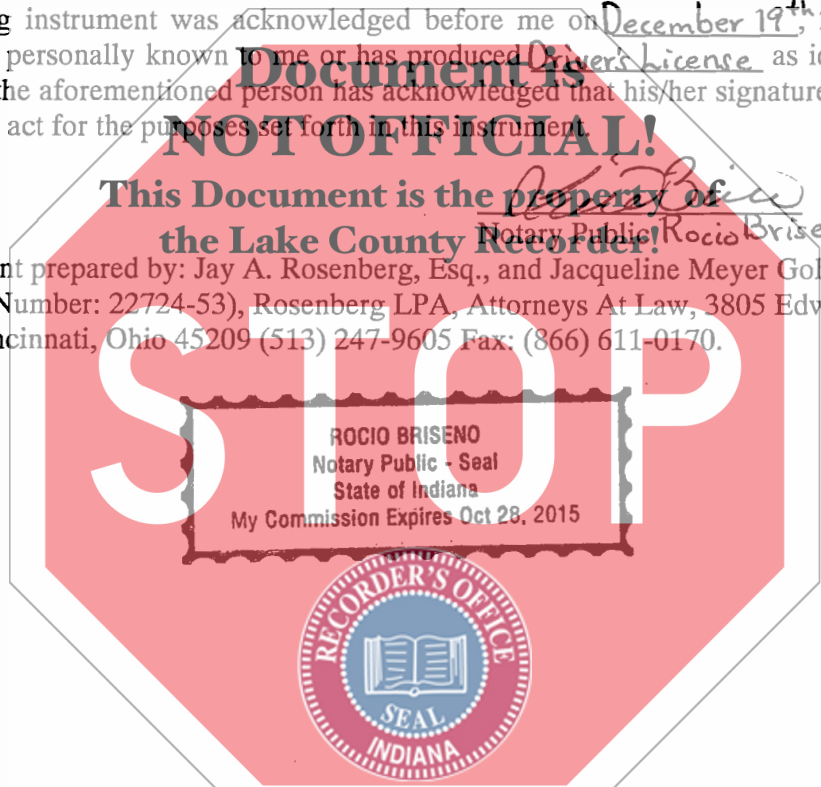 g instrument was acknowledged before me on December 19th,
personally known to me or has produced Driver's License as
he aforementioned person has acknowledged that his/her signature
act for the purposes set forth in this instrument.
Document is
NOT OFFICIAL!
This Document is the property of
the Lake County Recorder!
Notary Public Rocio Brise
nt prepared by: Jay A. Rosenberg, Esq., and Jacqueline Meyer Gol
Number: 22724-53), Rosenberg LPA, Attorneys At Law, 3805 Edw
ncinnati, Ohio 45209 (513) 247-9605 Fax: (866) 611-0170.
STOP
ROCIO BRISENO
Notary Public - Seal
State of Indiana
My Commission Expires Oct 28, 2015
RECORDER'S OFFICE
SEAL
INDIANA